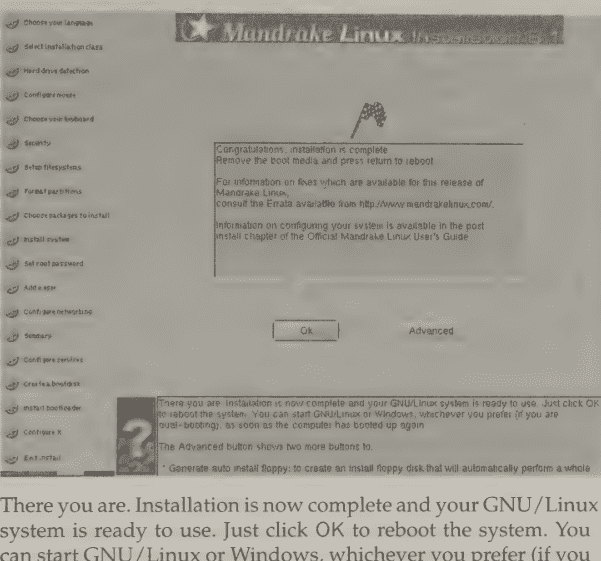 Choose your language
Select installation class
Hard drive detection
Configure mouse
Choose your keyboard
Security
Setup filesystems
Format partitions
Choose packages to install
Install system
Set root password
Add a user
Configure networking
Summary
Configure services
Create a bootdisk
Install bootloader
Configure X
Exit install
Mandrake Linux
Congratulations, installation is complete
Remove the boot media and press return to reboot
For information on fixes which are available for this release of
Mandrake Linux,
consult the Errata available from http://www.mandrakelinux.com/.
Information on configuring your system is available in the post
install chapter of the Official Mandrake Linux User's Guide
Ok
Advanced
?
There you are. Installation is now complete and your GNU/Linux system is ready to use. Just click OK
to reboot the system. You can start GNU/Linux or Windows, whichever you prefer (if you are
dual-booting), as soon as the computer has booted up again
The Advanced button shows two more buttons to:
* Generate auto install floppy: to create an install floppy disk that will automatically perform a whole
There you are. Installation is now complete and your GNU/Linux
system is ready to use. Just click OK to reboot the system. You
can start GNU/Linux or Windows, whichever you prefer (if you